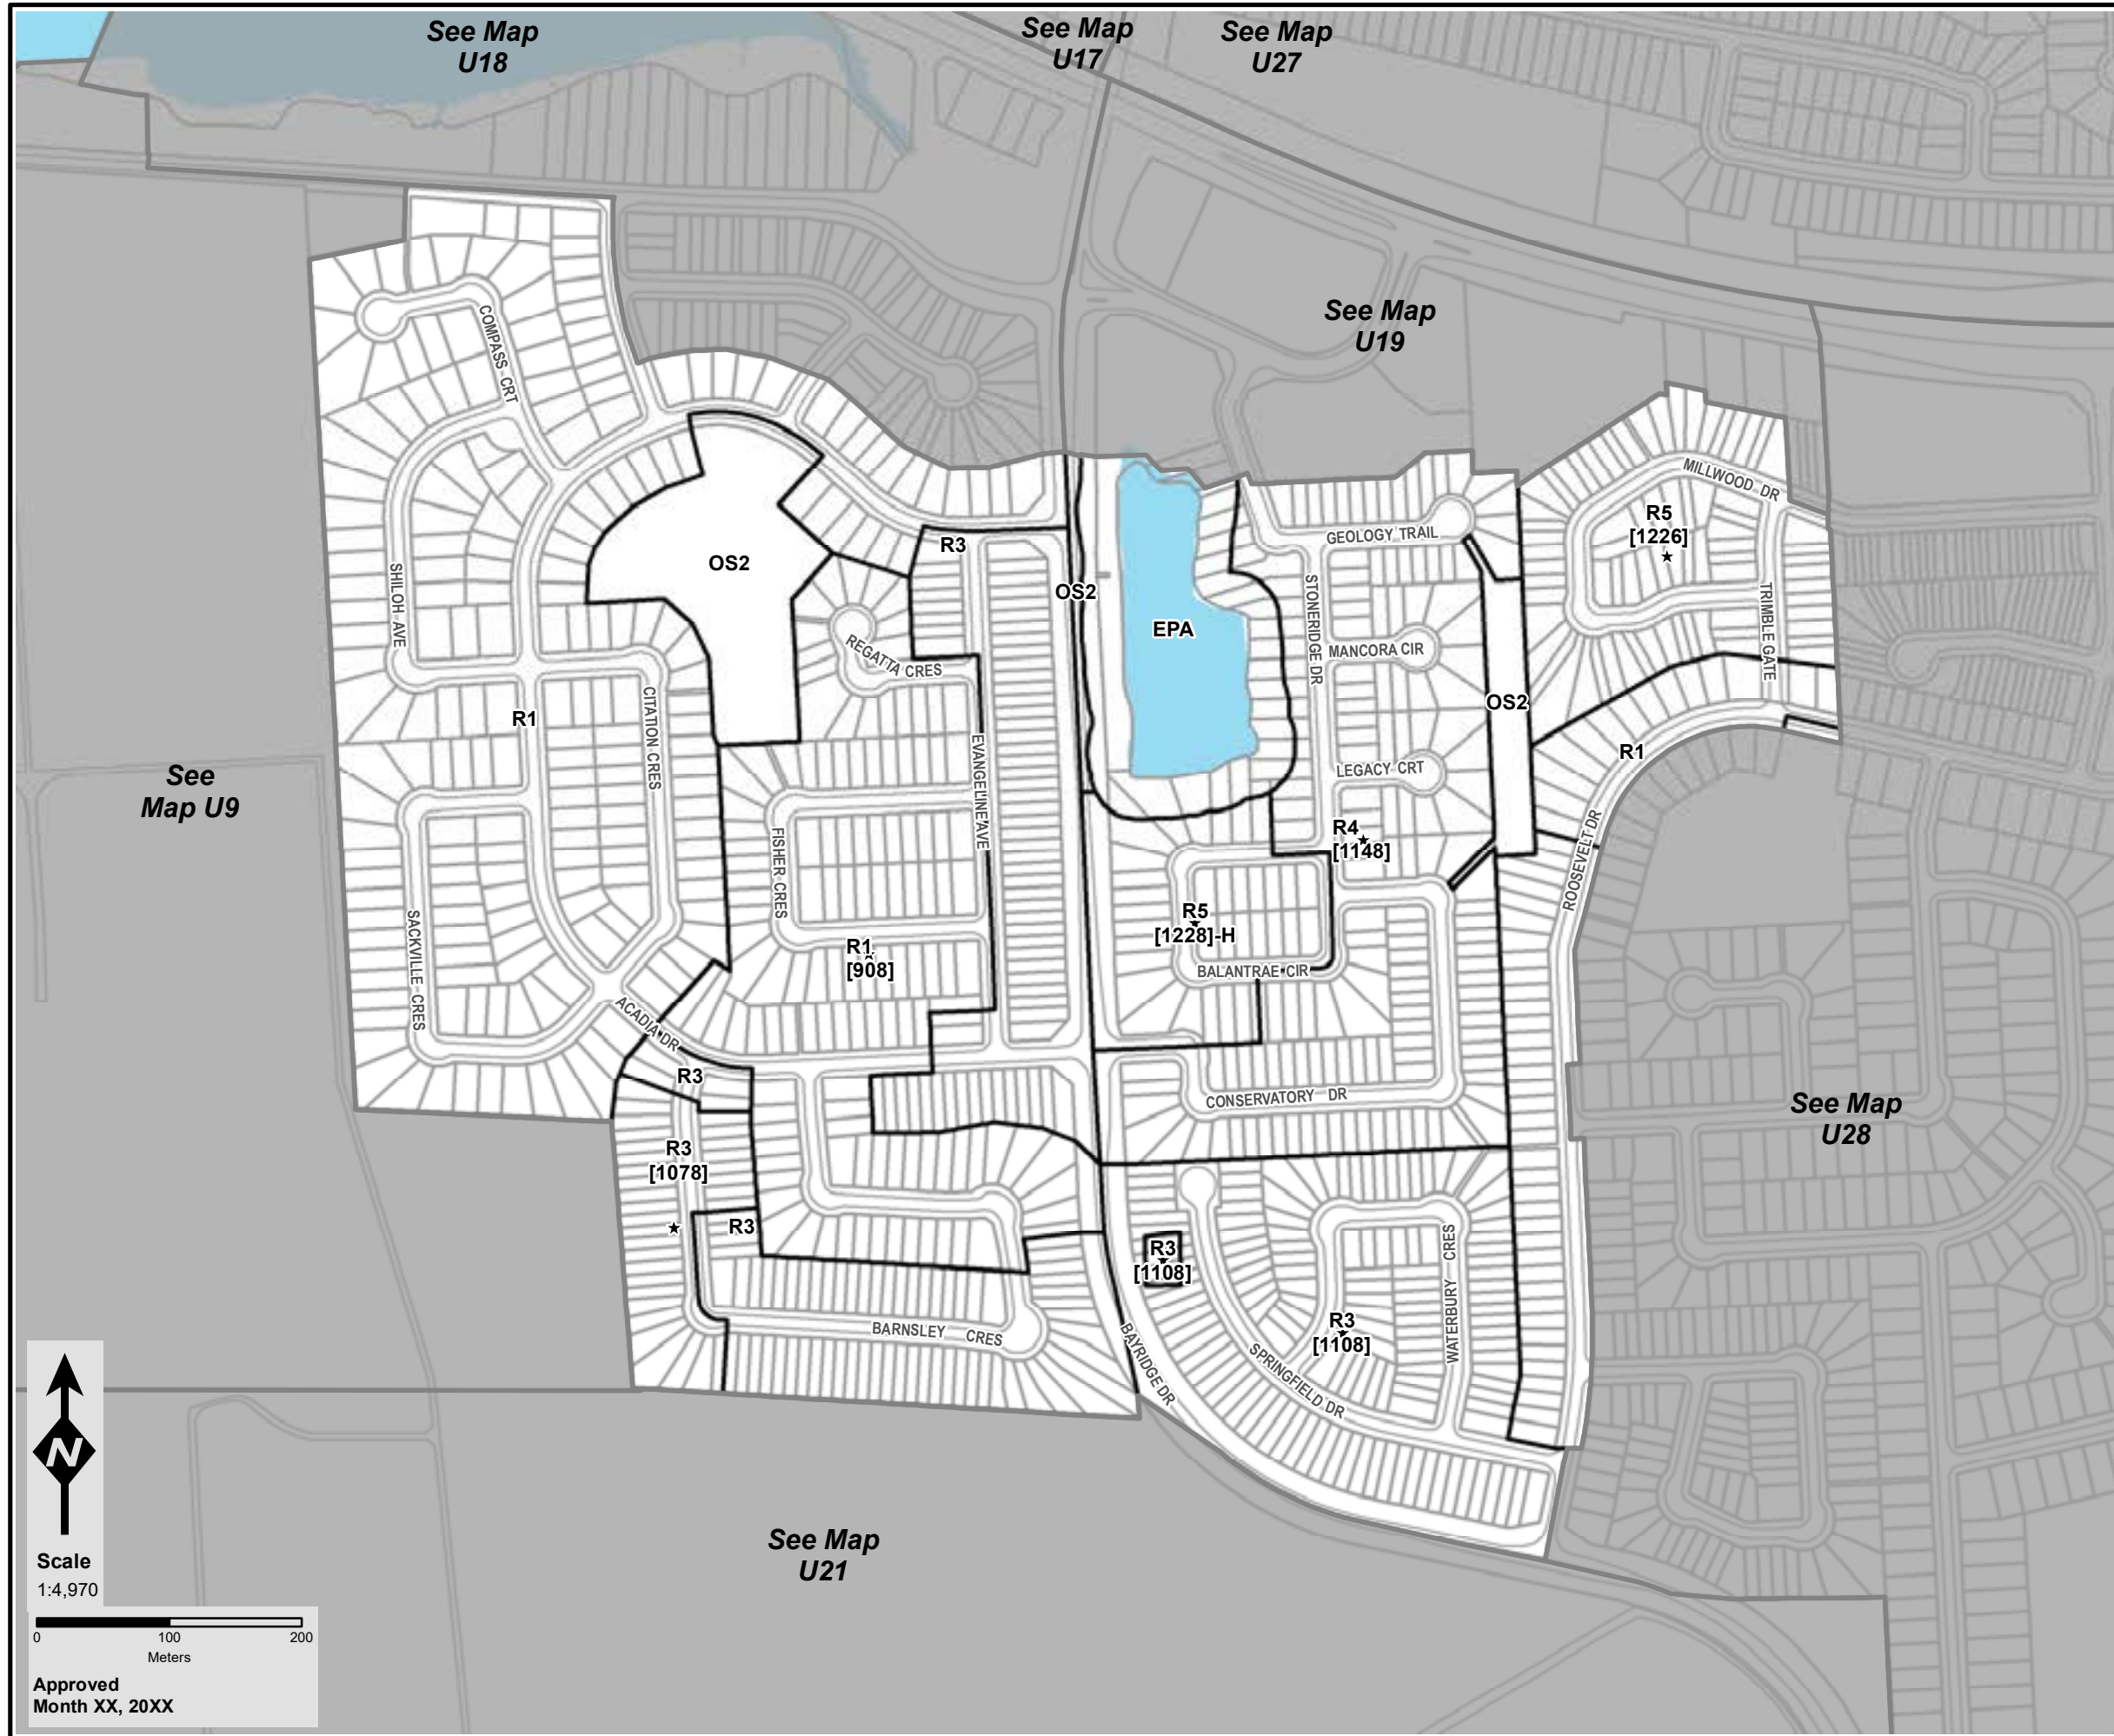 See Map
U18
See Map
U17
See Map
U27
See Map
U19
COMPASS CRT
MILLWOOD DR
R5
[1226]
GEOLOGY TRAIL
R3
OS2
OS2
EPA
SHILOH AVE
STONERIDGE DR
TRIMBLE GATE
REGATTA CRES
MANCORA CIR
OS2
R1
CITATION CRES
EVANGELINE AVE
R1
See
Map U9
LEGACY CRT
R4
[1148]
FISHER CRES
ROOSEVELT DR
R5
[1228]-H
SACKVILLE CRES
R1
[908]
BALANTRAE CIR
ACADIA DR
R3
CONSERVATORY DR
See Map
U28
R3
[1078]
R3
R3
[1108]
WATERBURY CRES
BARNSLEY CRES
BAYRIDGE DR
R3
[1108]
SPRINGFIELD DR
N
See Map
U21
Scale
1:4,970
0 100 200
Meters
Approved
Month XX, 20XX